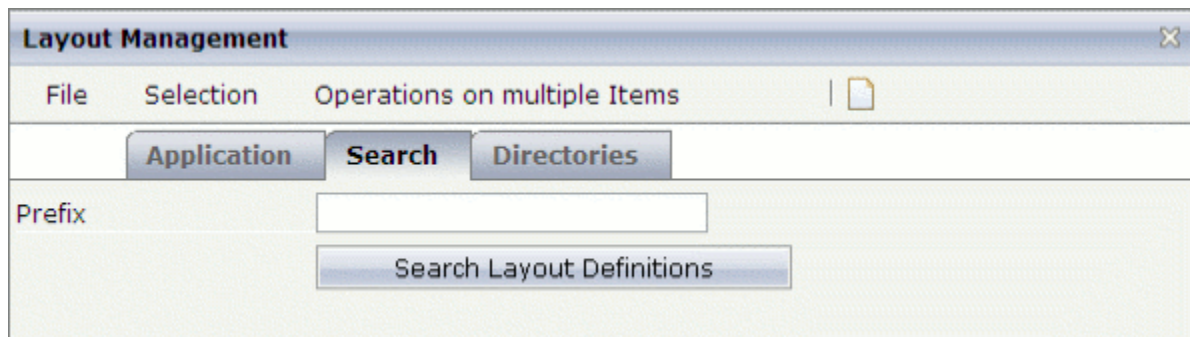 Layout Management
File Selection Operations on multiple Items
Application Search Directories
Prefix
Search Layout Definitions